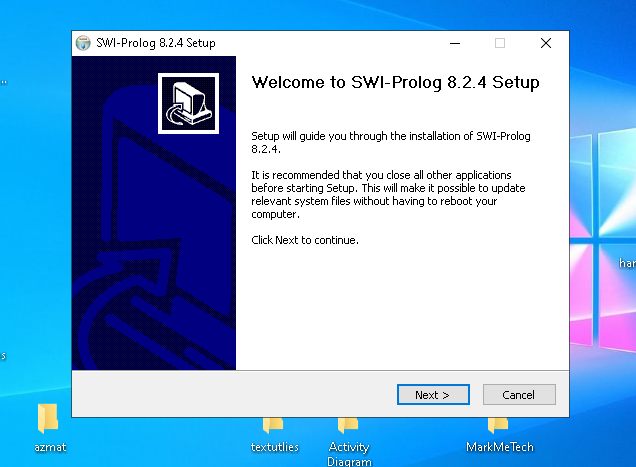 SWI-Prolog 8.2.4 Setup
Welcome to SWI-Prolog 8.2.4 Setup
Setup will guide you through the installation of SWI-Prolog
8.2.4.
It is recommended that you close all other applications
before starting Setup. This will make it possible to update
relevant system files without having to reboot your
computer.
Click Next to continue.
Next >
Cancel
azmat
textutlies
Activity
Diagram
MarkMeTech